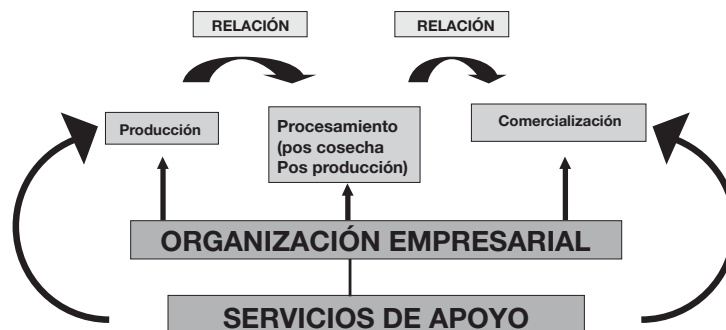 RELACIÓN
RELACIÓN
Producción
Procesamiento
(pos cosecha
Pos producción)
Comercialización
ORGANIZACIÓN EMPRESARIAL
SERVICIOS DE APOYO